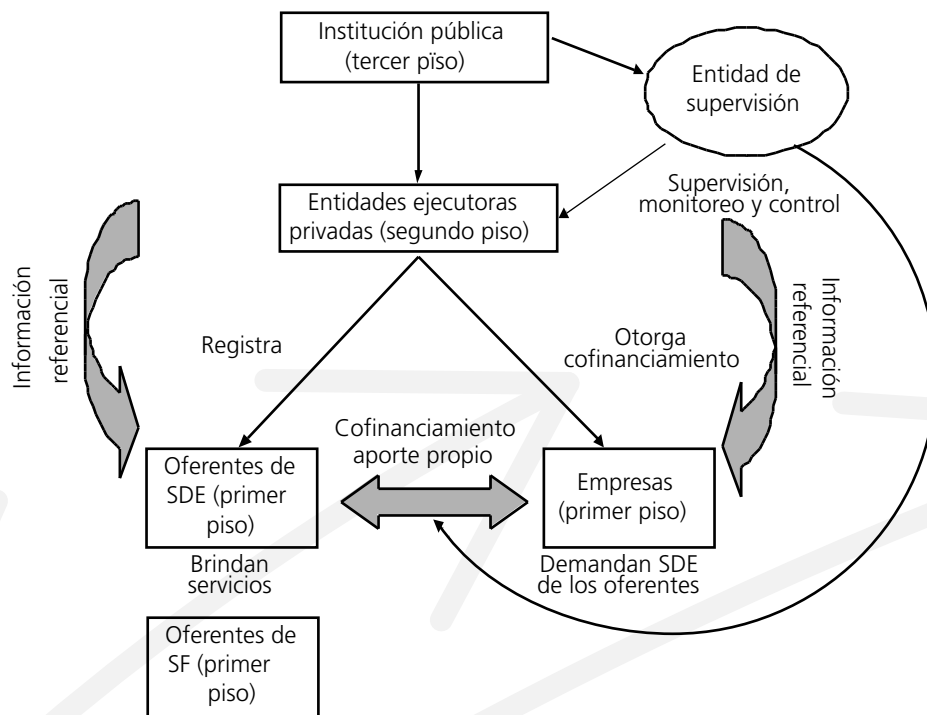 Institución pública
(tercer pïso)
Entidad de
supervisión
Entidades ejecutoras
privadas (segundo piso)
Supervisión,
monitoreo y control
Información
referencial
Información
referencial
Registra
Otorga
cofinanciamiento
Cofinanciamiento
aporte propio
Oferentes de
SDE (primer
piso)
Empresas
(primer piso)
Brindan
servicios
Demandan SDE
de los oferentes
Oferentes de
SF (primer
piso)